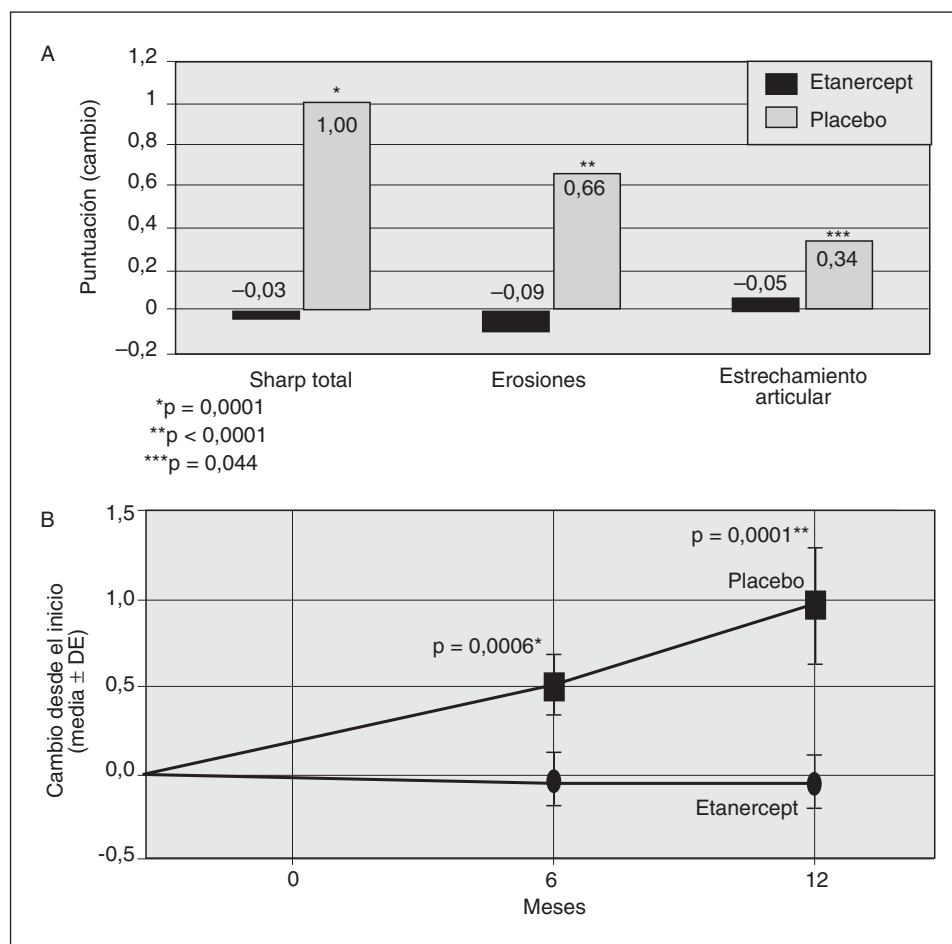 A
Puntuación (cambio)
1,2
1
0,8
0,6
0,4
0,2
0
–0,2
Etanercept
Placebo
*
1,00
–0,03
**
0,66
–0,09
***
0,34
–0,05
Sharp total
Erosiones
Estrechamiento
articular
*p = 0,0001
**p < 0,0001
***p = 0,044
B
Cambio desde el inicio
(media ± DE)
1,5
1,0
0,5
0,0
-0,5
p = 0,0006*
p = 0,0001**
Placebo
Etanercept
0
6
12
Meses